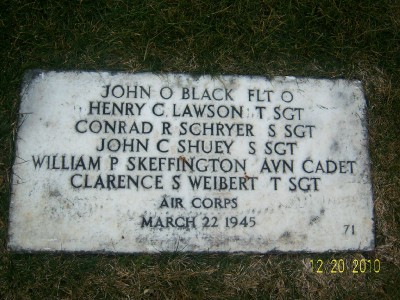 JOHN O BLACK FLT O
HENRY C LAWSON T SGT
CONRAD R SCHRYER S SGT
JOHN C SHUEY S SGT
WILLIAM P SKEFFINGTON AVN CADET
CLARENCE S WEIBERT T SGT
AIR CORPS
MARCH 22 1945
71
12 20 2010